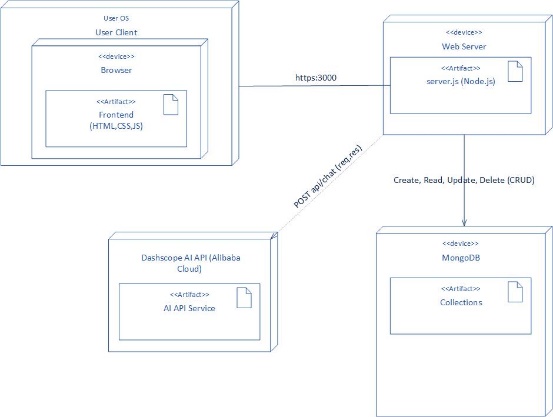 User OS
User Client
<<device>>
Browser
<<Artifact>>
Frontend
(HTML,CSS,JS)
https:3000
<<device>>
Web Server
<<Artifact>>
server.js (Node.js)
POST api/chat (req,res)
Create, Read, Update, Delete (CRUD)
Dashscope AI API (Alibaba
Cloud)
<<Artifact>>
AI API Service
<<device>>
MongoDB
<<Artifact>>
Collections